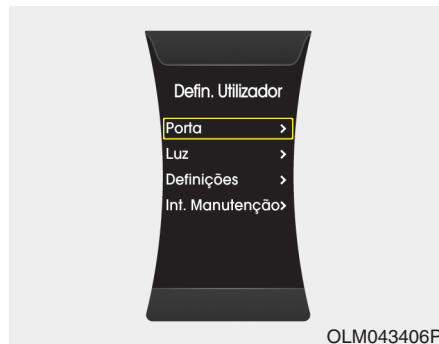 Defin. Utilizador
Porta >
Luz >
Definições >
Int. Manutenção>
OLM043406P